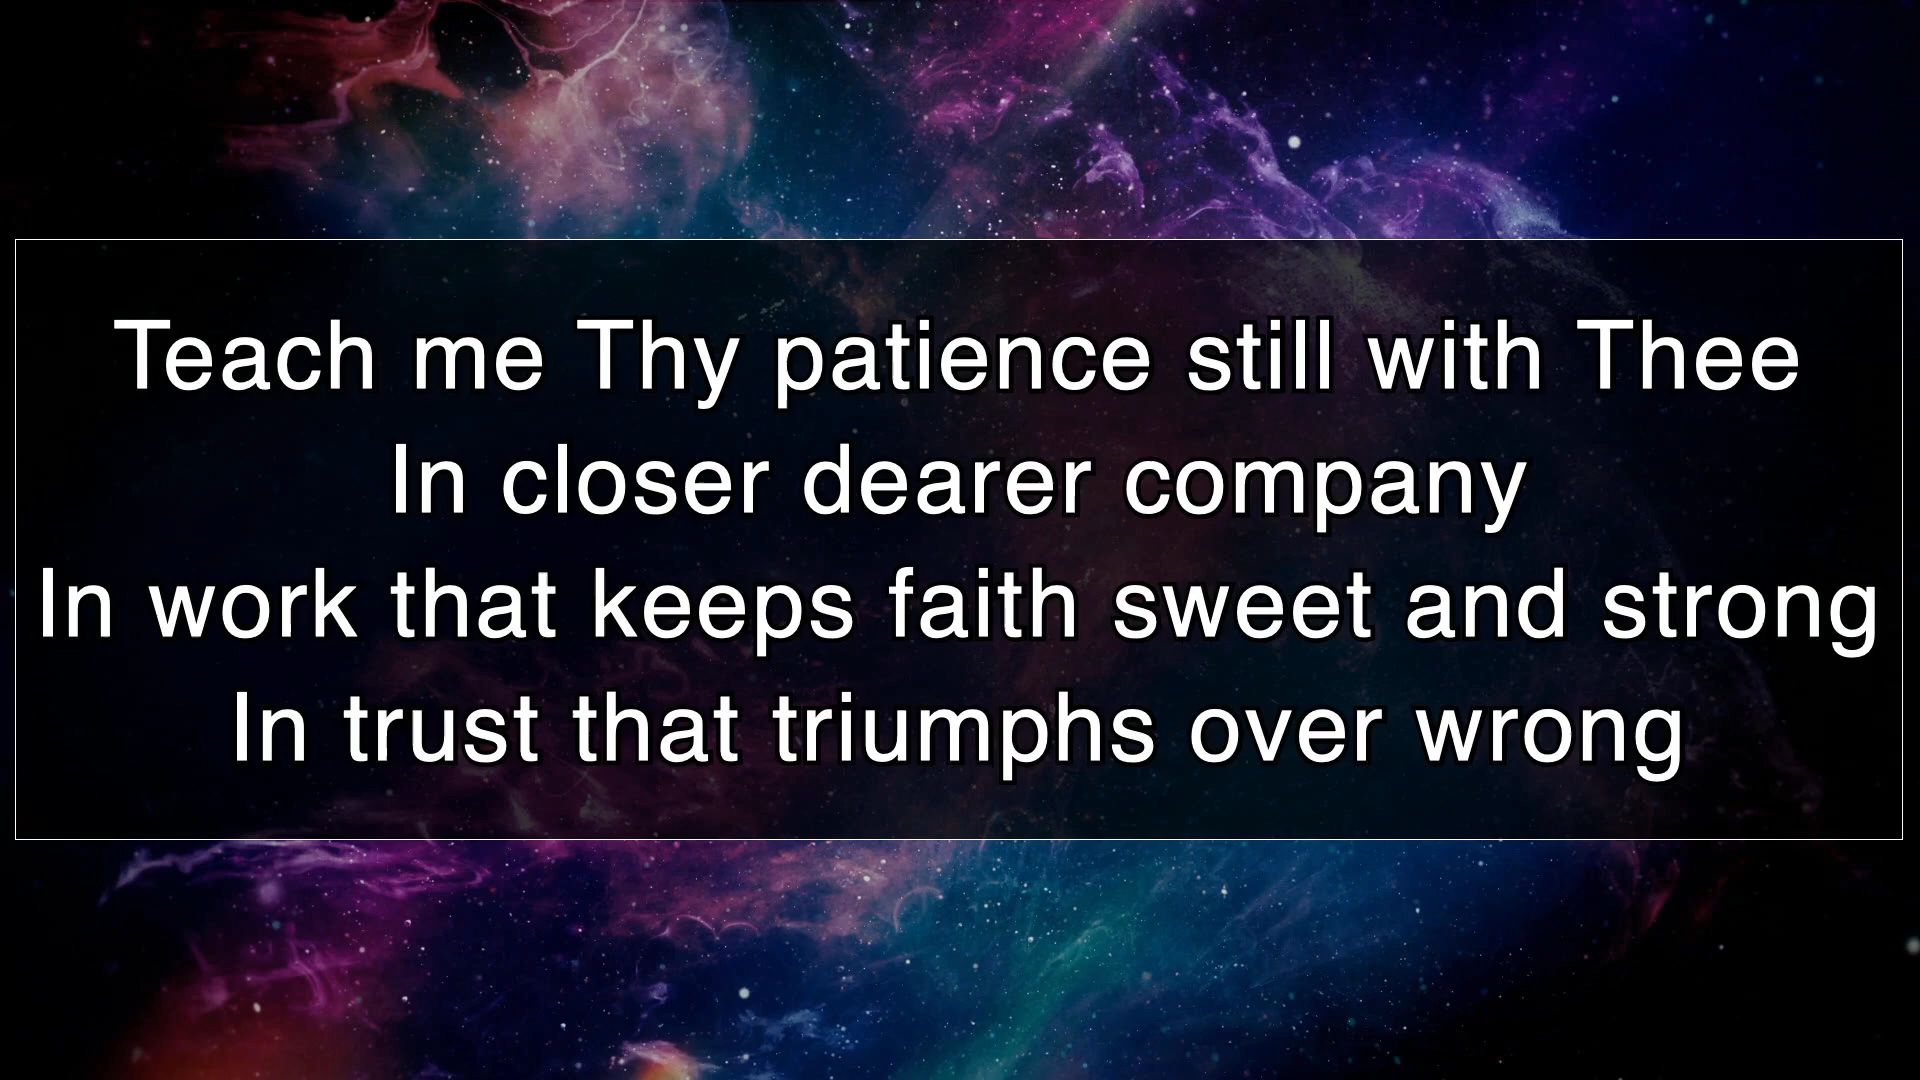 Teach me Thy patience still with Thee
In closer dearer company
In work that keeps faith sweet and strong
In trust that triumphs over wrong